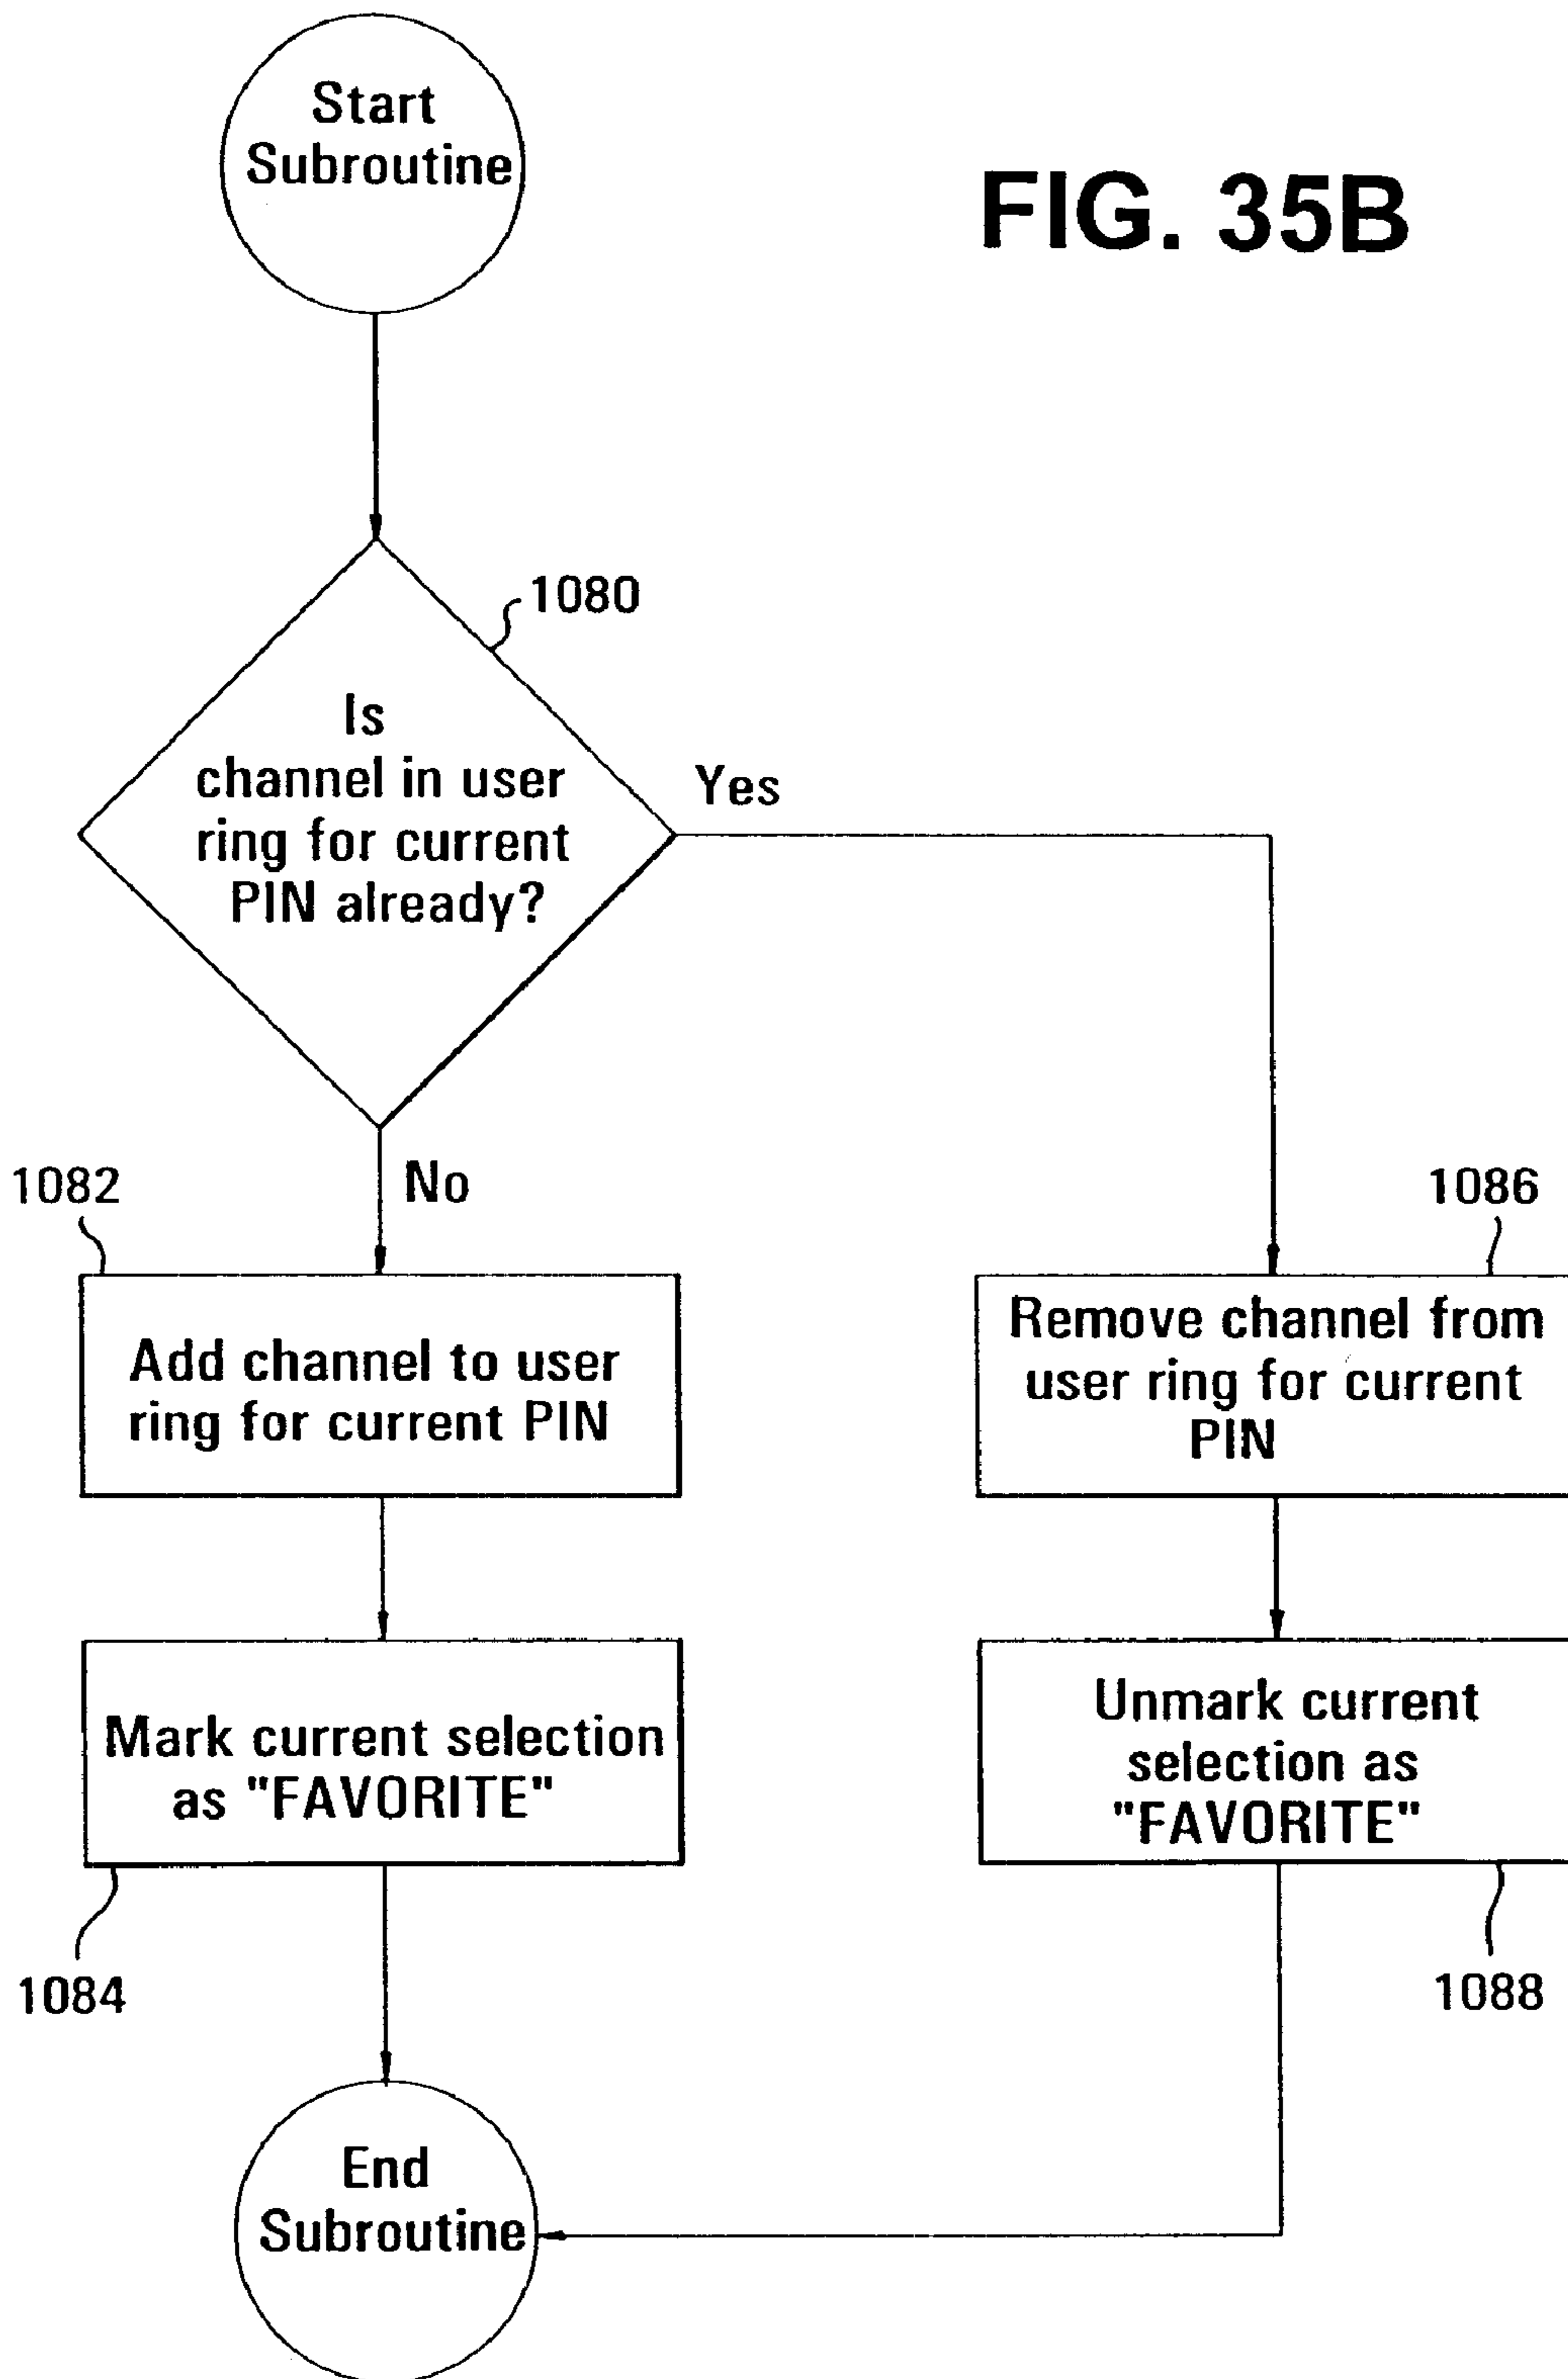 Start
Subroutine
FIG. 35B
1080
Is
channel in user
ring for current
PIN already?
Yes
No
1082
Add channel to user
ring for current PIN
1086
Remove channel from
user ring for current
PIN
Mark current selection
as "FAVORITE"
1084
Unmark current
selection as
"FAVORITE"
1088
End
Subroutine